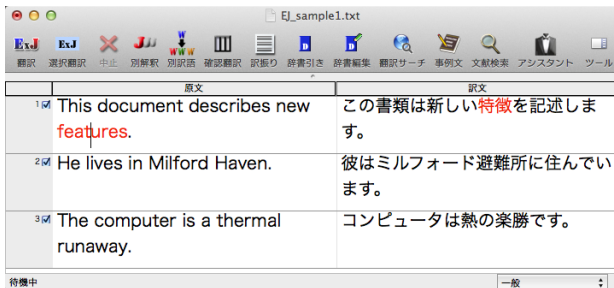 EJ_sample1.txt
翻訳 選択翻訳 中止 別解釈 別訳語 確認翻訳 訳振り 辞書引き 辞書編集 翻訳サーチ 事例文 文献検索 アシスタント ツール
原文 訳文
1 This document describes new この書類は新しい特徴を記述しま
features. す。
2 He lives in Milford Haven. 彼はミルフォード避難所に住んでい
ます。
3 The computer is a thermal コンピュータは熱の楽勝です。
runaway.
待機中 一般